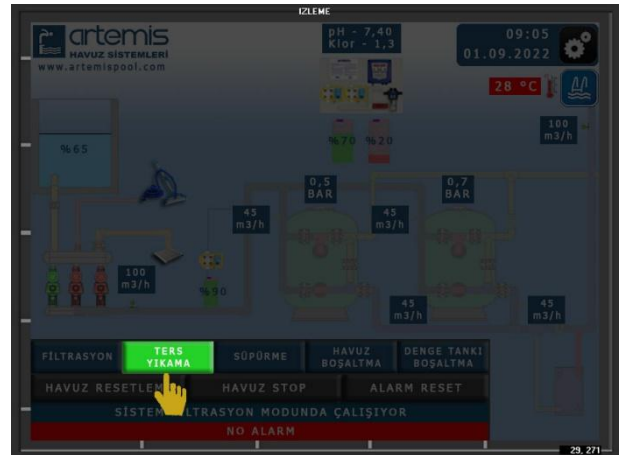 IZLEME
artemis
HAVUZ SİSTEMLERİ
www.artemispool.com
pH - 7,40
Klor - 1,3
09:05
01.09.2022
28 °C
100
m3/h
%65
%70
%20
0,5
BAR
0,7
BAR
45
m3/h
45
m3/h
100
m3/h
%90
45
m3/h
45
m3/h
FİLTRASYON
TERS
YIKAMA
SÜPÜRME
HAVUZ
BOŞALTMA
DENGE TANKI
BOŞALTMA
HAVUZ RESETLEME
HAVUZ STOP
ALARM RESET
SİSTEM FİLTRASYON MODUNDA ÇALIŞIYOR
NO ALARM
29, 271